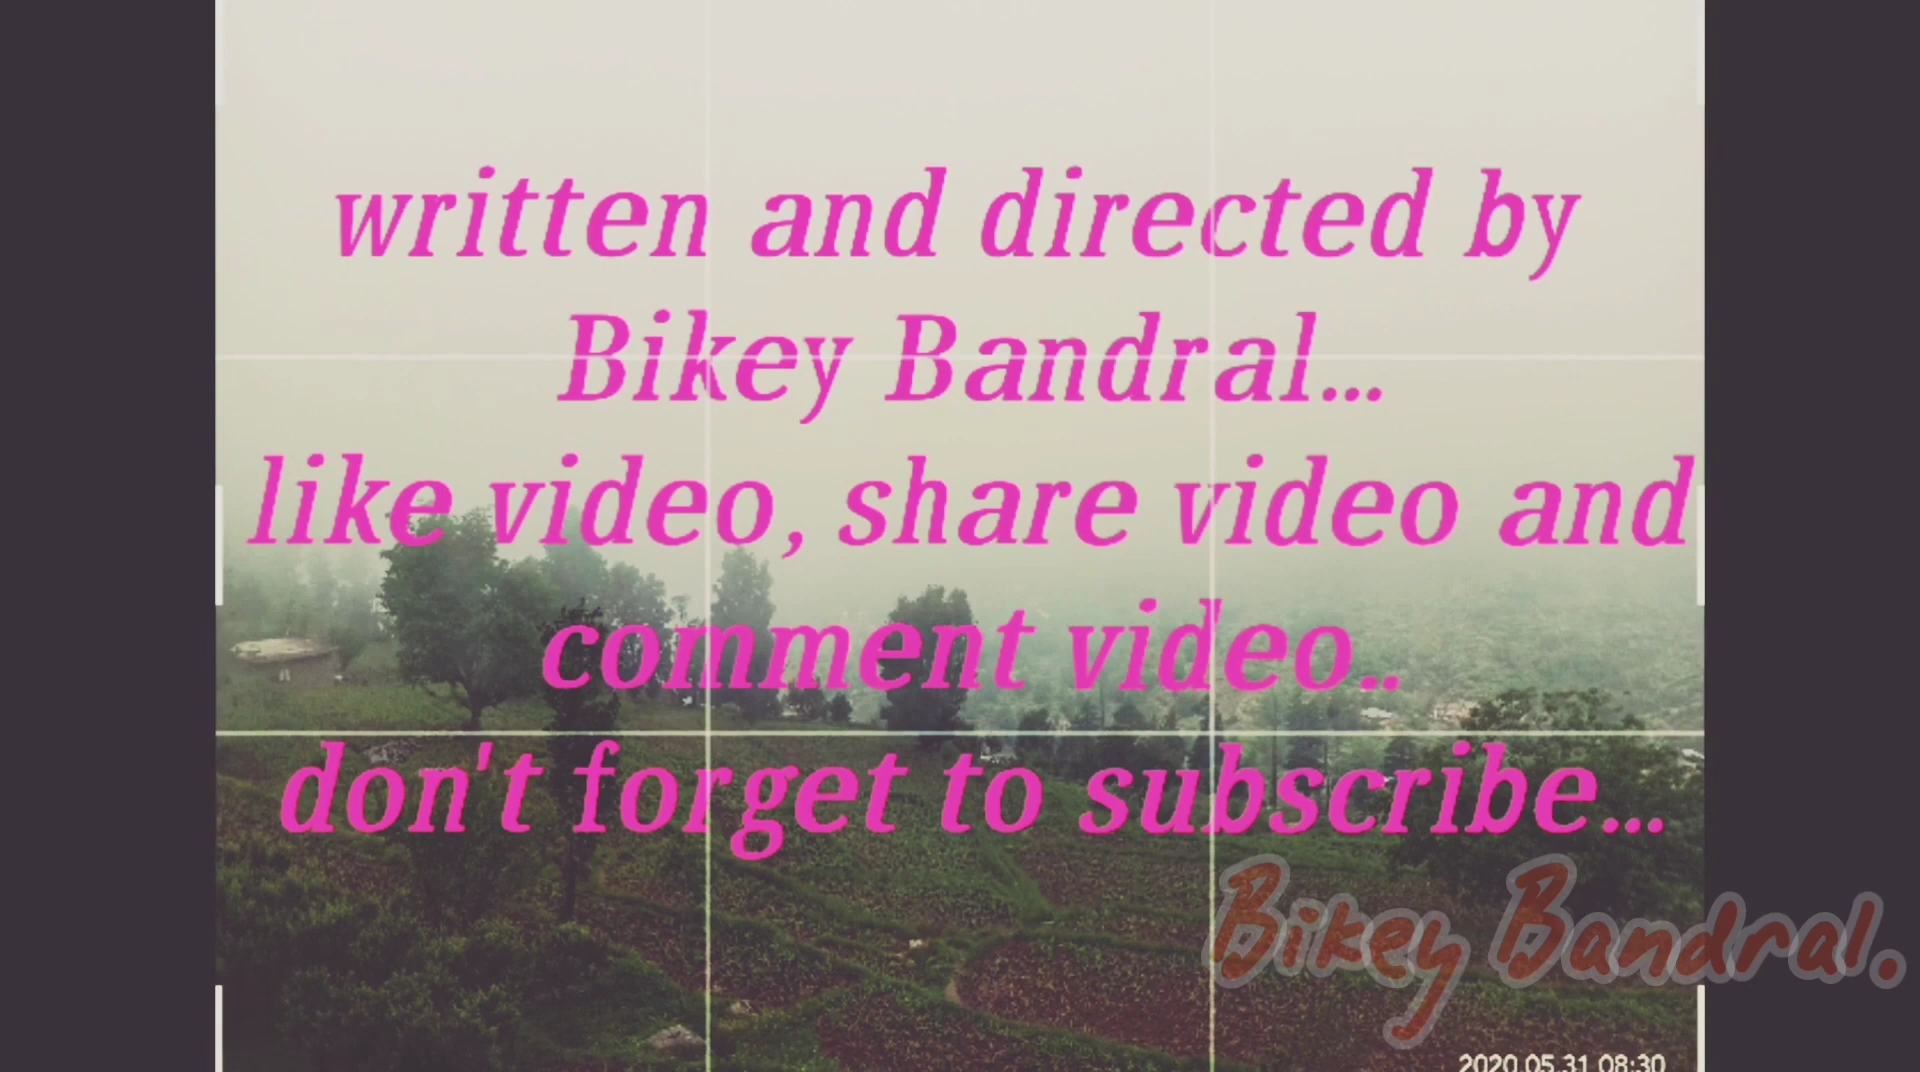 written and directed by
Bikey Bandral...
like video, share video and
comment video..
don't forget to subscribe...
Bikey Bandral.
2020.05.31 08:30